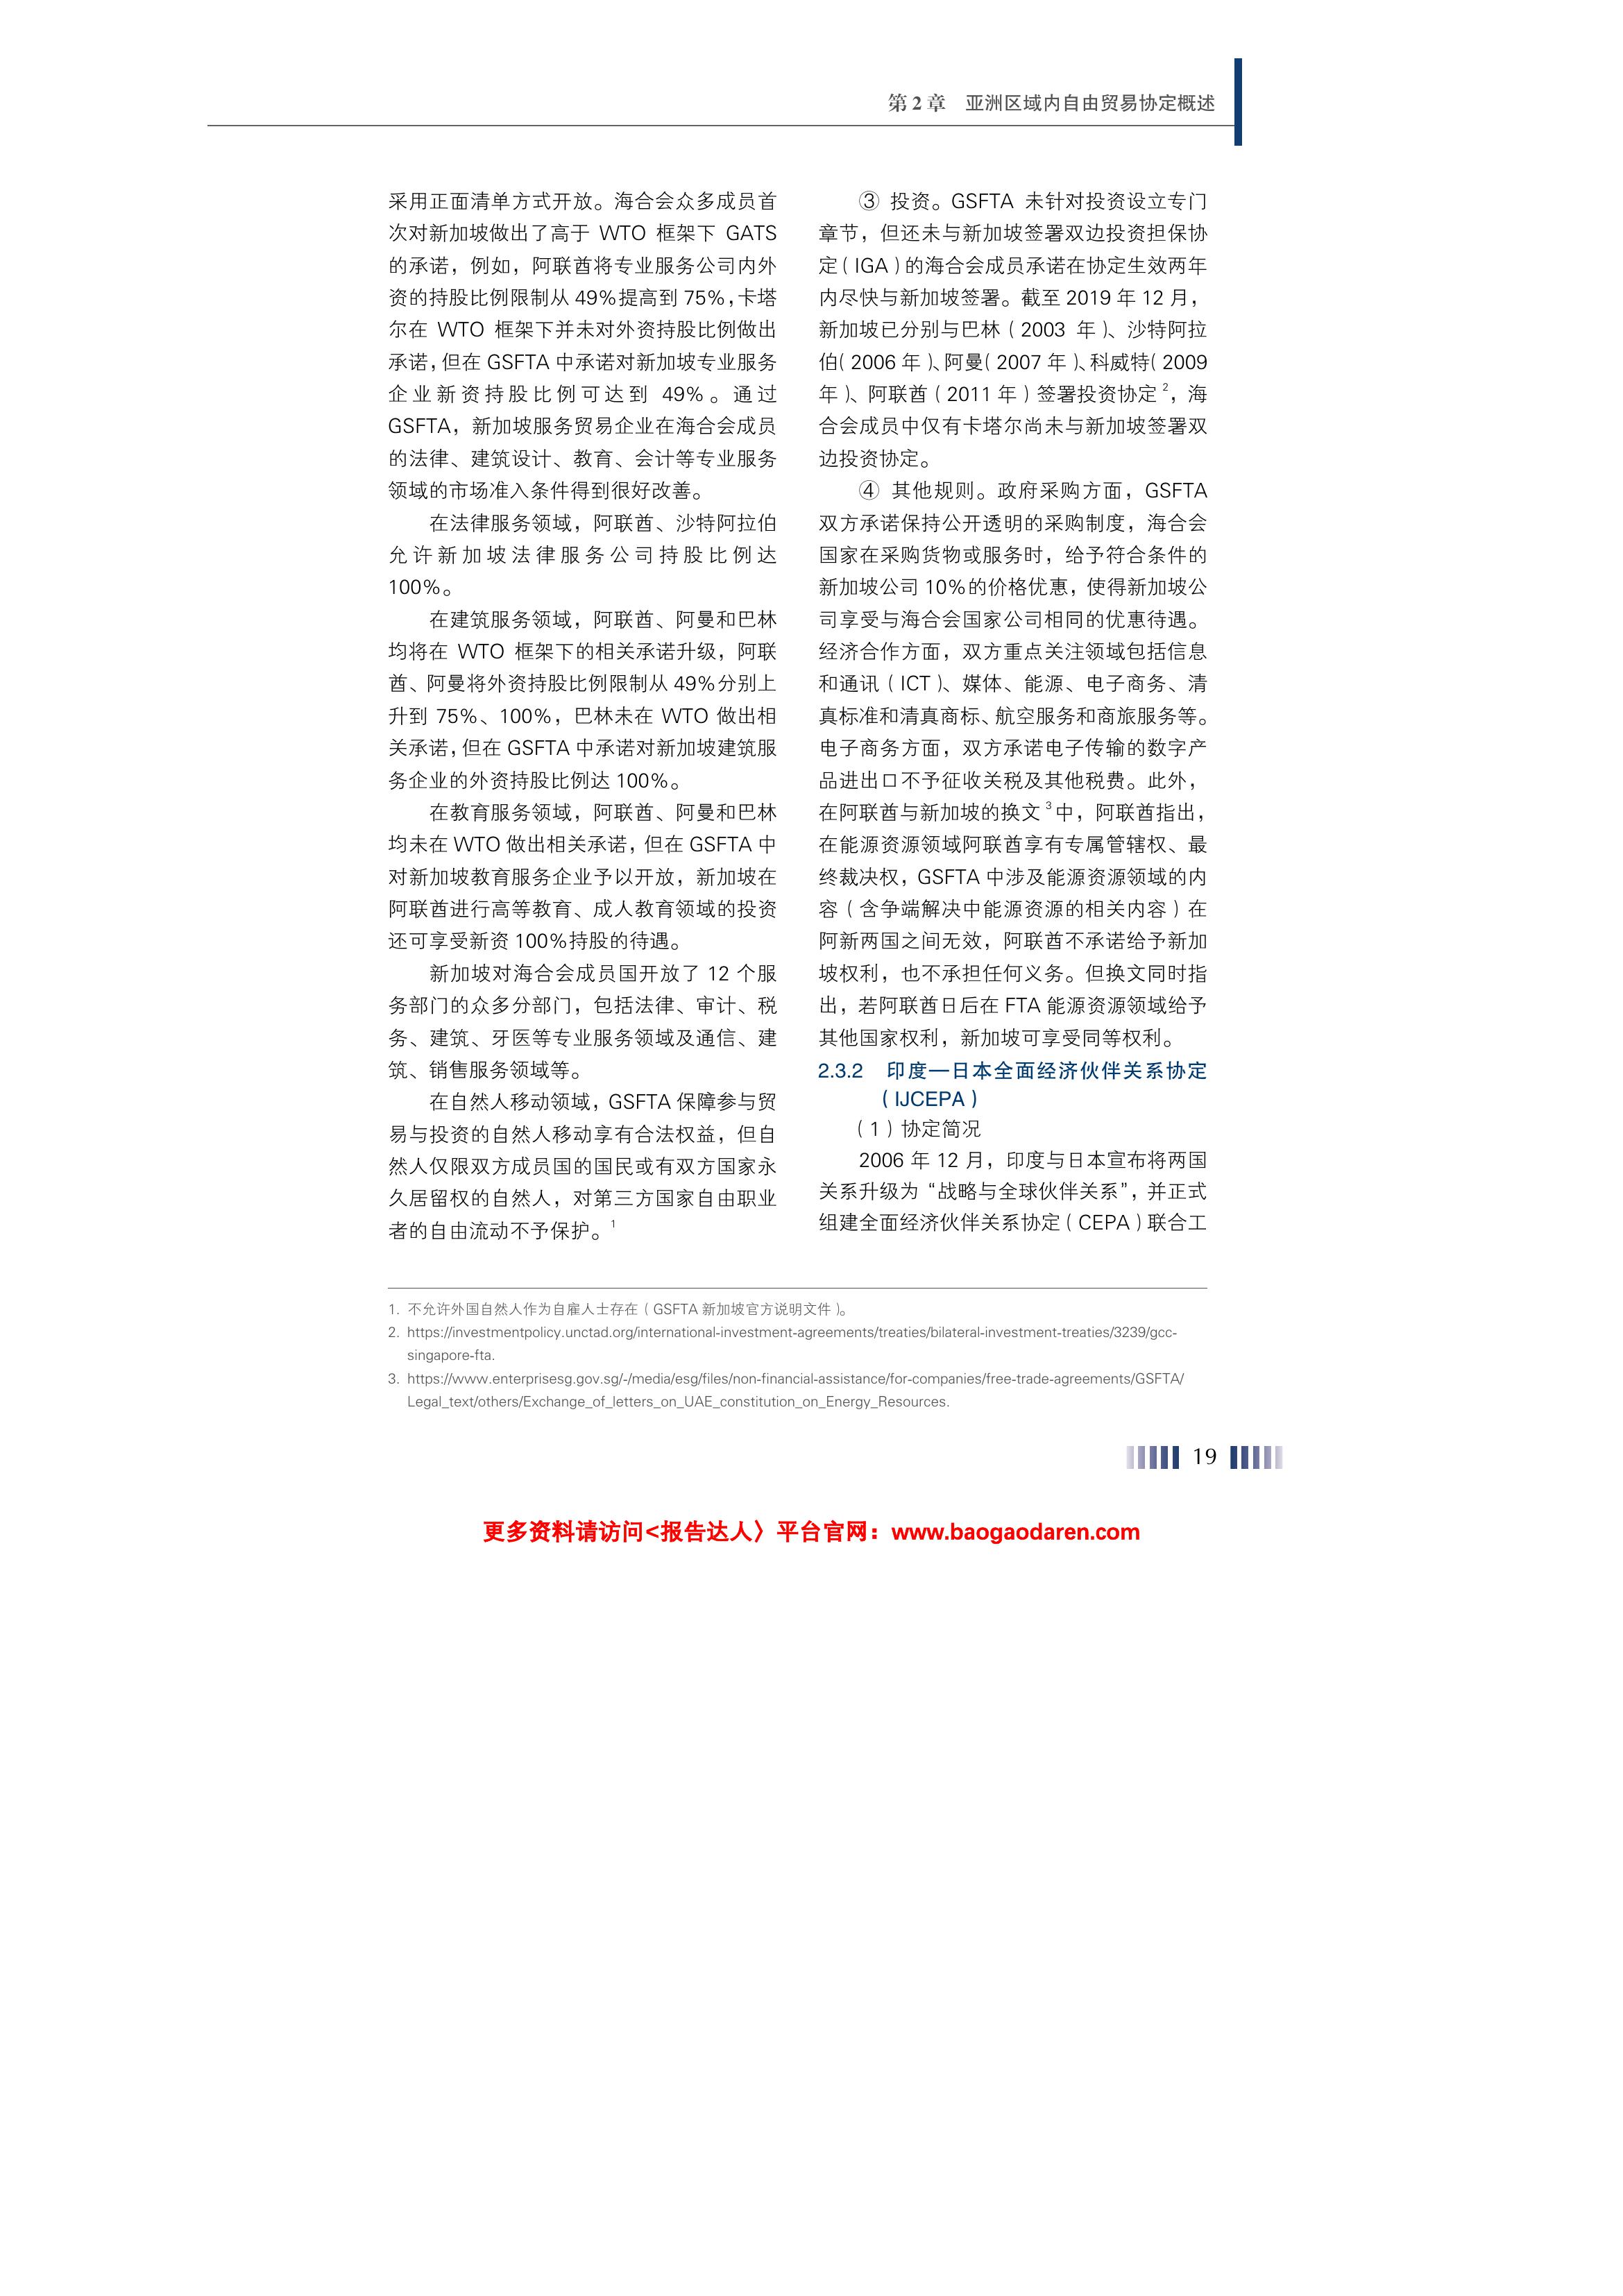 第 2 章　亚洲区域内自由贸易协定概述
采用正面清单方式开放。海合会众多成员首
次对新加坡做出了高于 WTO 框架下 GATS
的承诺，例如，阿联酋将专业服务公司内外
资的持股比例限制从 49%提高到 75%，卡塔
尔在 WTO 框架下并未对外资持股比例做出
承诺，但在 GSFTA 中承诺对新加坡专业服务
企业新资持股比例可达到 49%。通过
GSFTA，新加坡服务贸易企业在海合会成员
的法律、建筑设计、教育、会计等专业服务
领域的市场准入条件得到很好改善。
在法律服务领域，阿联酋、沙特阿拉伯
允许新加坡法律服务公司持股比例达
100%。
在建筑服务领域，阿联酋、阿曼和巴林
均将在 WTO 框架下的相关承诺升级，阿联
酋、阿曼将外资持股比例限制从 49%分别上
升到 75%、100%，巴林未在 WTO 做出相
关承诺，但在 GSFTA 中承诺对新加坡建筑服
务企业的外资持股比例达 100%。
在教育服务领域，阿联酋、阿曼和巴林
均未在 WTO 做出相关承诺，但在 GSFTA 中
对新加坡教育服务企业予以开放，新加坡在
阿联酋进行高等教育、成人教育领域的投资
还可享受新资 100%持股的待遇。
新加坡对海合会成员国开放了 12 个服
务部门的众多分部门，包括法律、审计、税
务、建筑、牙医等专业服务领域及通信、建
筑、销售服务领域等。
在自然人移动领域，GSFTA 保障参与贸
易与投资的自然人移动享有合法权益，但自
然人仅限双方成员国的国民或有双方国家永
久居留权的自然人，对第三方国家自由职业
者的自由流动不予保护。1
③ 投资。GSFTA 未针对投资设立专门
章节，但还未与新加坡签署双边投资担保协
定（IGA）的海合会成员承诺在协定生效两年
内尽快与新加坡签署。截至 2019 年 12 月，
新加坡已分别与巴林（2003 年）、沙特阿拉
伯（2006 年）、阿曼（2007 年）、科威特（2009
年）、阿联酋（2011 年）签署投资协定 2，海
合会成员中仅有卡塔尔尚未与新加坡签署双
边投资协定。
④ 其他规则。政府采购方面，GSFTA
双方承诺保持公开透明的采购制度，海合会
国家在采购货物或服务时，给予符合条件的
新加坡公司 10%的价格优惠，使得新加坡公
司享受与海合会国家公司相同的优惠待遇。
经济合作方面，双方重点关注领域包括信息
和通讯（ICT）、媒体、能源、电子商务、清
真标准和清真商标、航空服务和商旅服务等。
电子商务方面，双方承诺电子传输的数字产
品进出口不予征收关税及其他税费。此外，
在阿联酋与新加坡的换文 3 中，阿联酋指出，
在能源资源领域阿联酋享有专属管辖权、最
终裁决权，GSFTA 中涉及能源资源领域的内
容（含争端解决中能源资源的相关内容）在
阿新两国之间无效，阿联酋不承诺给予新加
坡权利，也不承担任何义务。但换文同时指
出，若阿联酋日后在 FTA 能源资源领域给予
其他国家权利，新加坡可享受同等权利。
2.3.2　印度—日本全面经济伙伴关系协定
（IJCEPA）
（1）协定简况
2006 年 12 月，印度与日本宣布将两国
关系升级为“战略与全球伙伴关系”，并正式
组建全面经济伙伴关系协定（CEPA）联合工
1. 不允许外国自然人作为自雇人士存在（GSFTA 新加坡官方说明文件）。
2. https://investmentpolicy.unctad.org/international-investment-agreements/treaties/bilateral-investment-treaties/3239/gcc-
singapore-fta.
3. https://www.enterprisesg.gov.sg/-/media/esg/files/non-financial-assistance/for-companies/free-trade-agreements/GSFTA/
Legal_text/others/Exchange_of_letters_on_UAE_constitution_on_Energy_Resources.
19
更多资料请访问<报告达人〉平台官网：www.baogaodaren.com